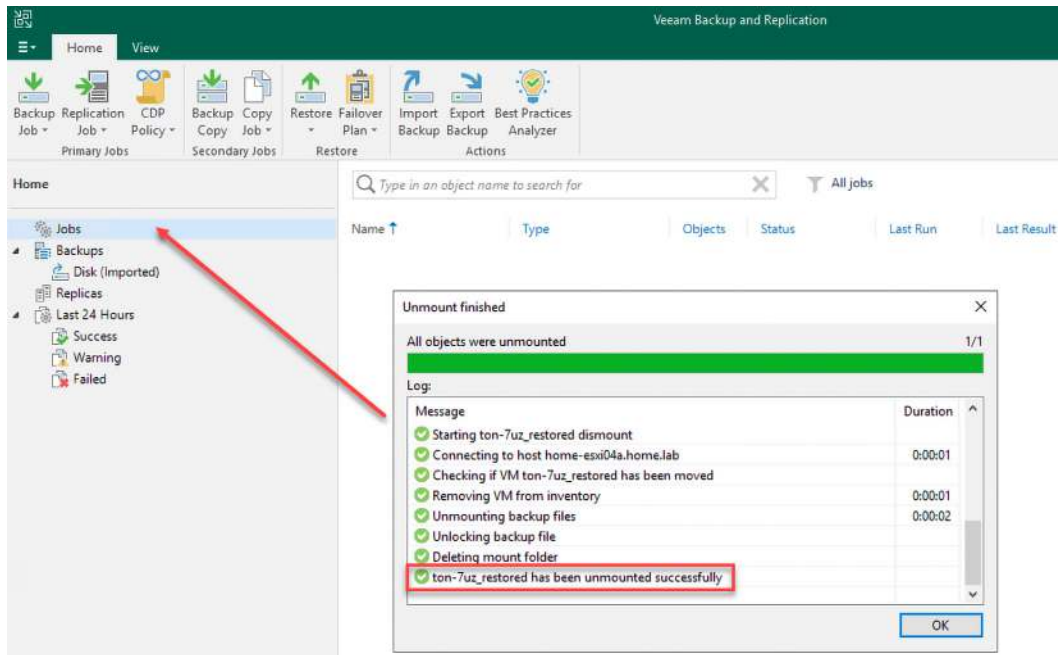 Veeam Backup and Replication
Home View
Backup Job Replication Job CDP Policy Backup Copy Copy Job Restore Failover Plan Import Backup Export Backup Best Practices Analyzer
Primary Jobs Secondary Jobs Restore Actions
Home
Type in an object name to search for
All jobs
Name Type Objects Status Last Run Last Result
Jobs
Backups
Disk (Imported)
Replicas
Last 24 Hours
Success
Warning
Failed
Unmount finished
All objects were unmounted 1/1
Log:
Message Duration
Starting ton-7uz_restored dismount
Connecting to host home-esxi04a.home.lab 0:00:01
Checking if VM ton-7uz_restored has been moved
Removing VM from inventory 0:00:01
Unmounting backup files 0:00:02
Unlocking backup file
Deleting mount folder
ton-7uz_restored has been unmounted successfully
OK